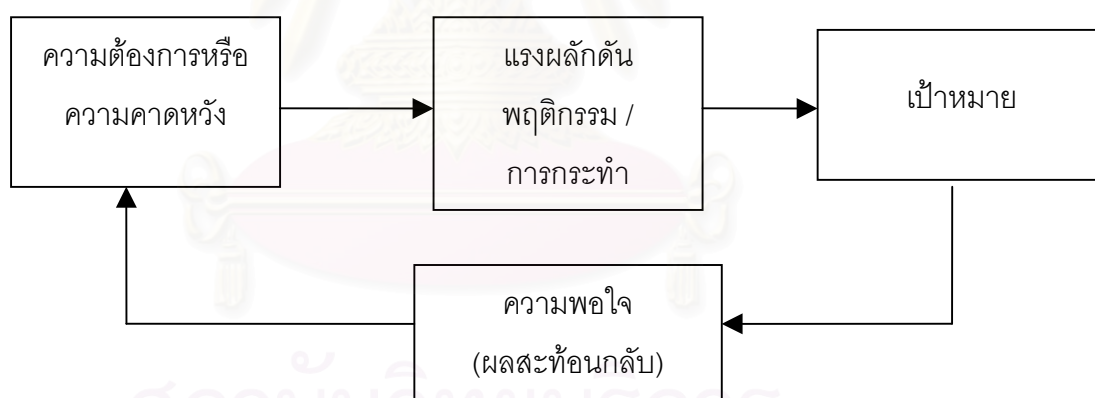 ความต้องการหรือ
ความคาดหวัง
แรงผลักดัน
พฤติกรรม /
การกระทำ
เป้าหมาย
ความพอใจ
(ผลสะท้อนกลับ)